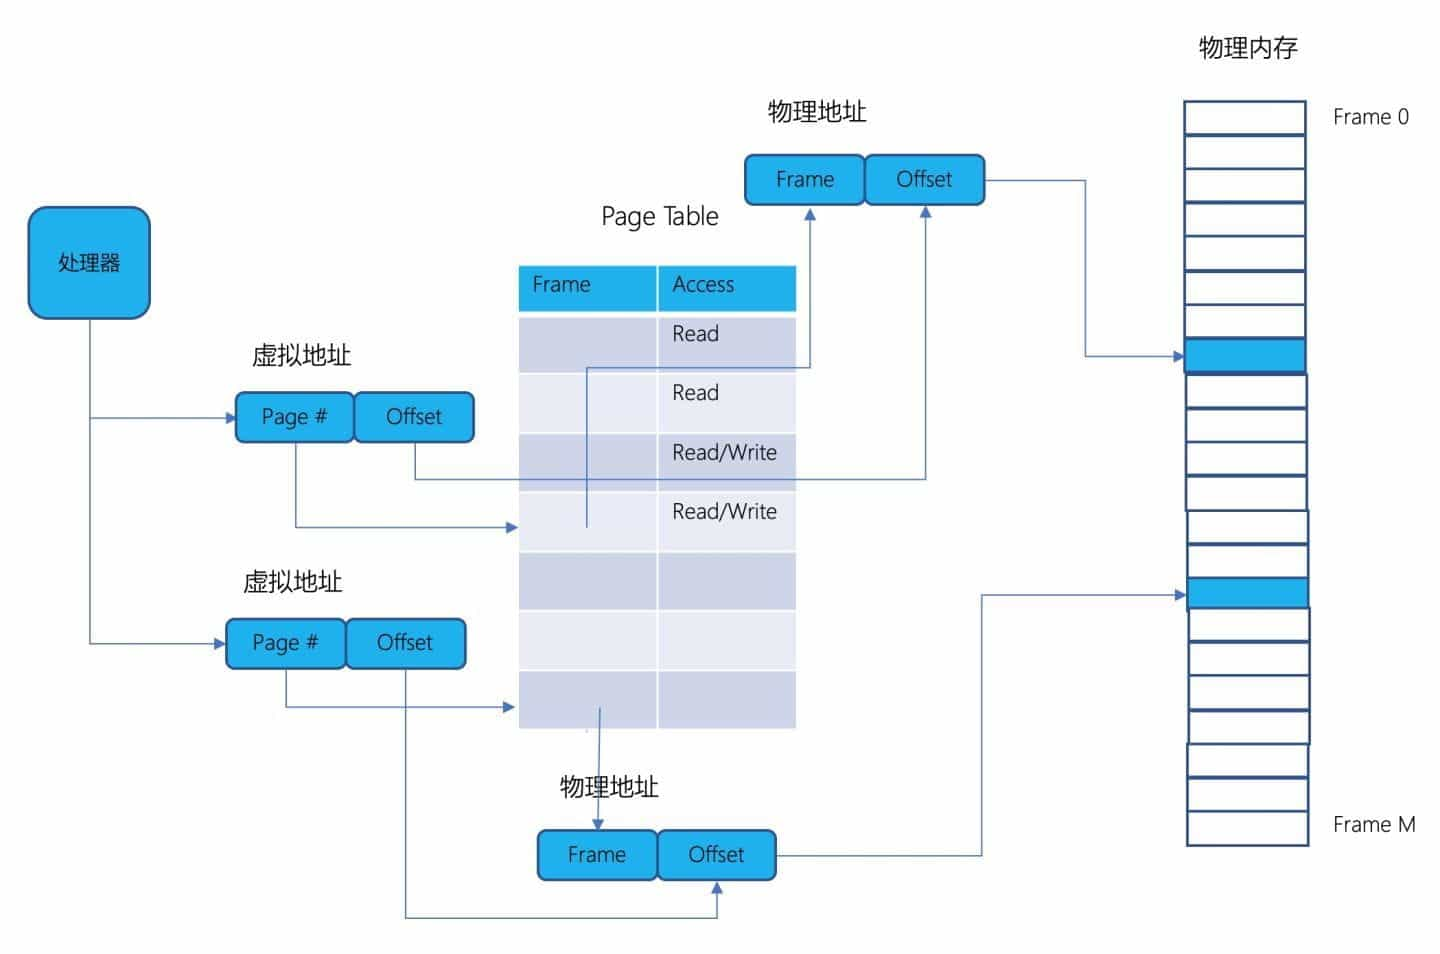 物理内存
Frame 0
物理地址
Frame Offset
Page Table
处理器
Frame Access
Read
虚拟地址
Page # Offset
Read
Read/Write
Read/Write
虚拟地址
Page # Offset
物理地址
Frame Offset
Frame M